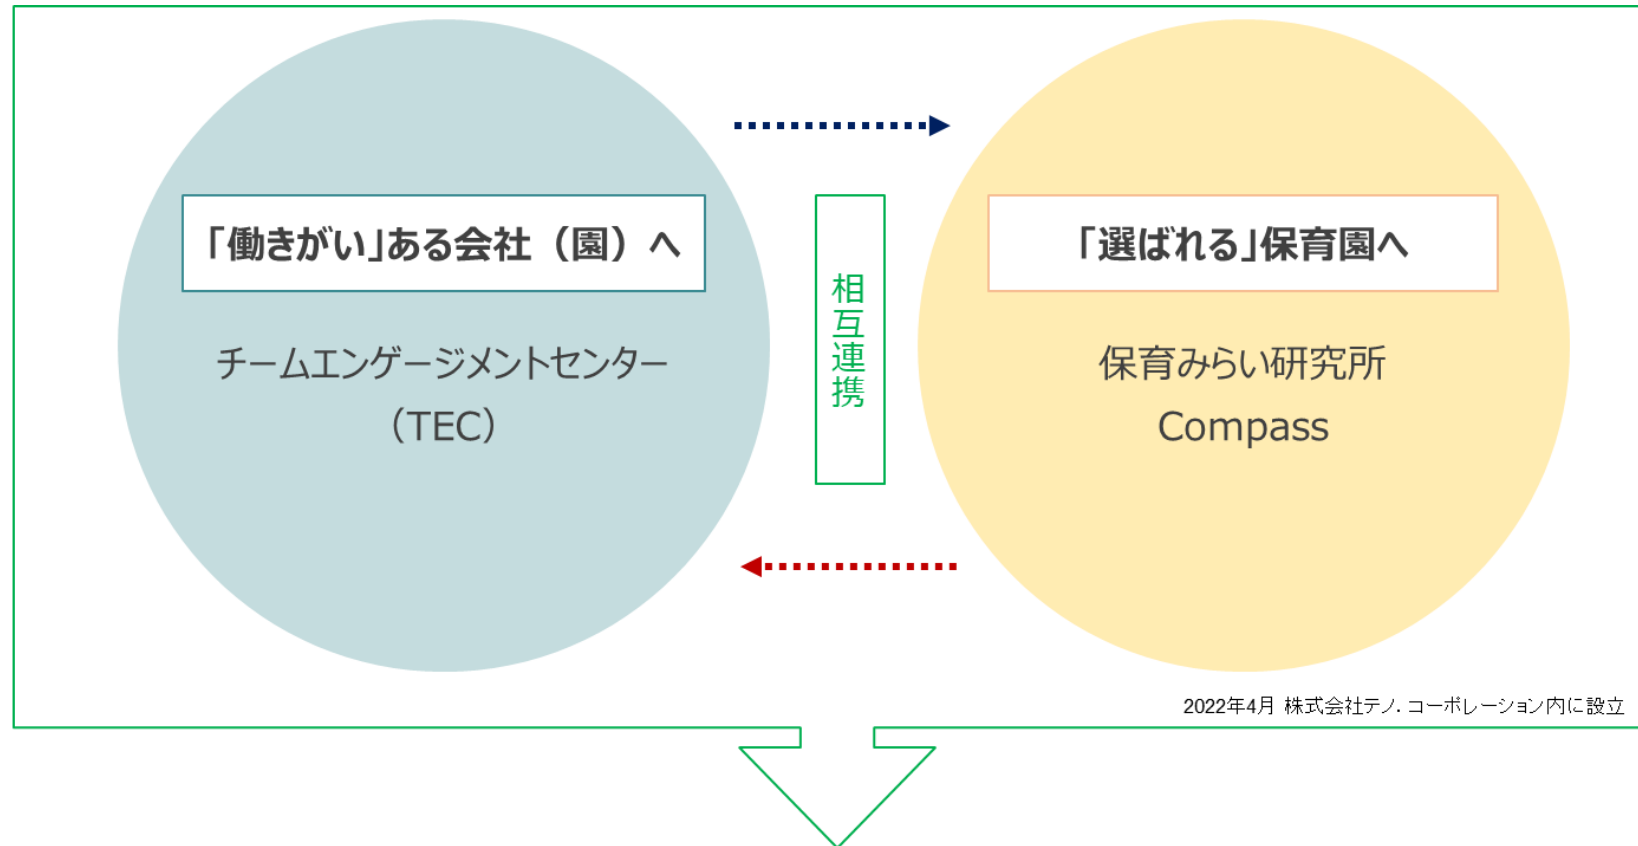 「働きがい」ある会社（園）へ
チームエンゲージメントセンター
（TEC）
相互連携
「選ばれる」保育園へ
保育みらい研究所
Compass
2022年4月 株式会社テノ.コーポレーション内に設立